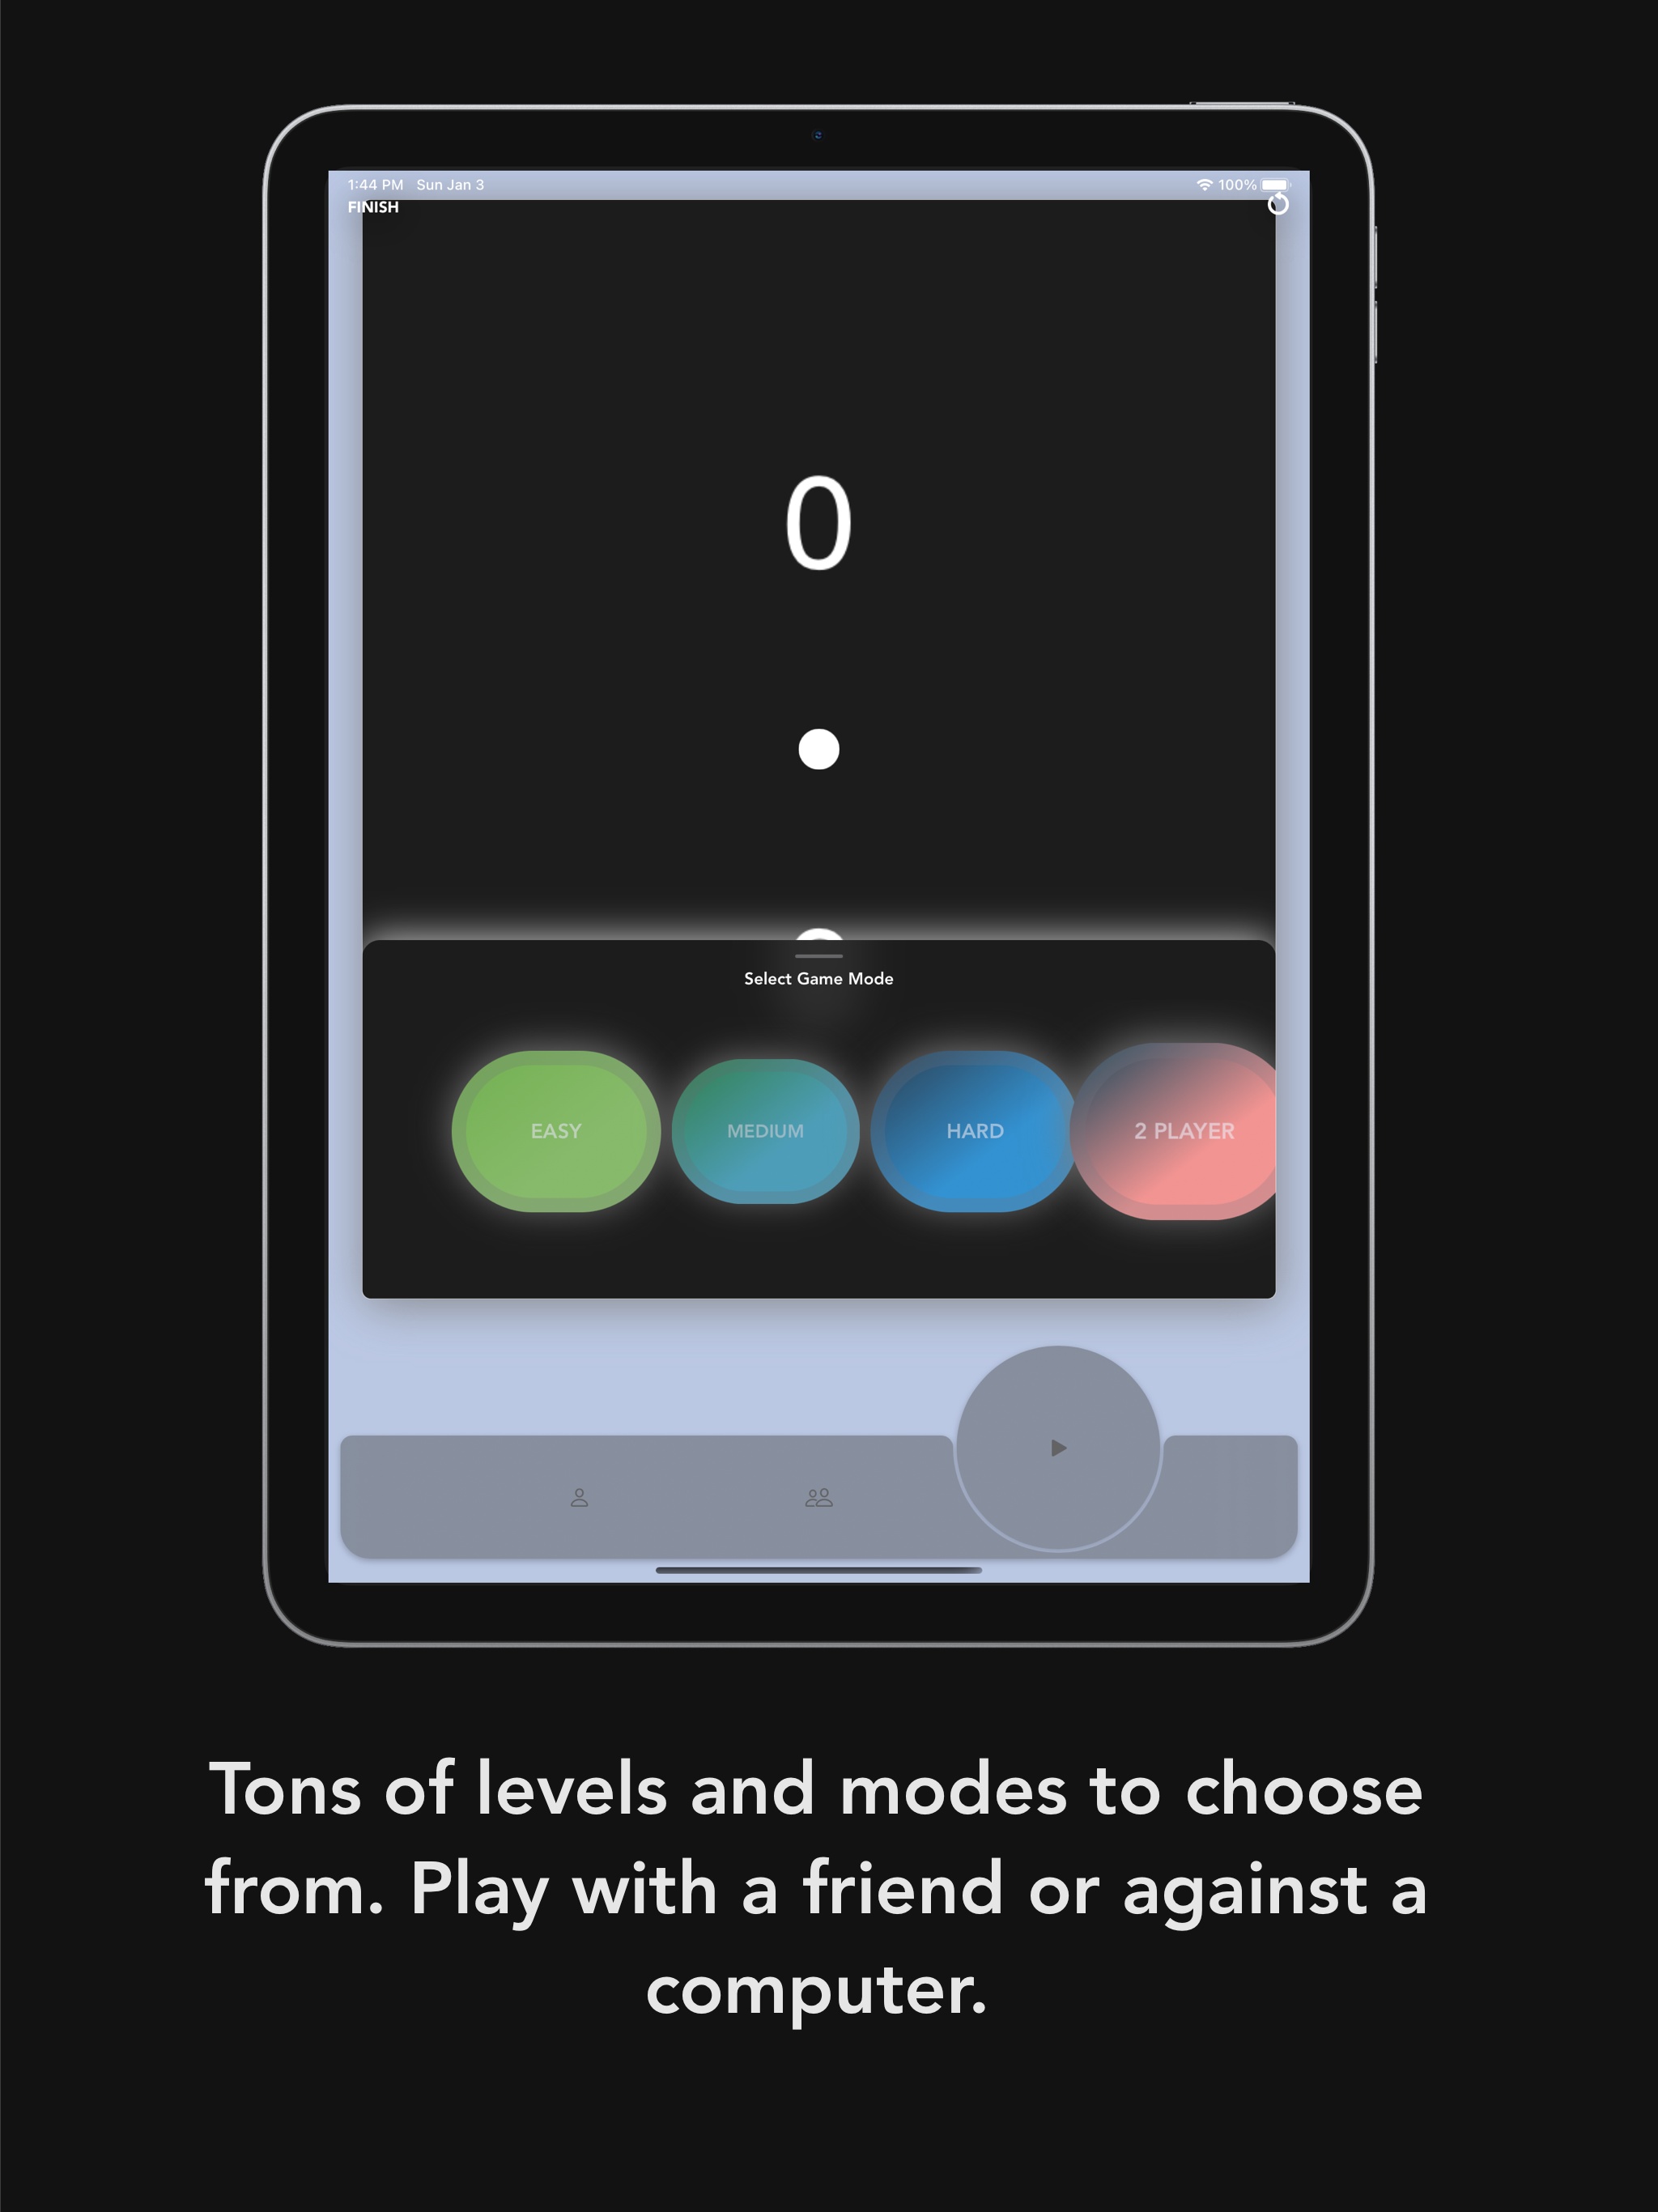 1:44 PM Sun Jan 3 100%
FINISH
0
Select Game Mode
EASY MEDIUM HARD 2 PLAYER
Tons of levels and modes to choose
from. Play with a friend or against a
computer.